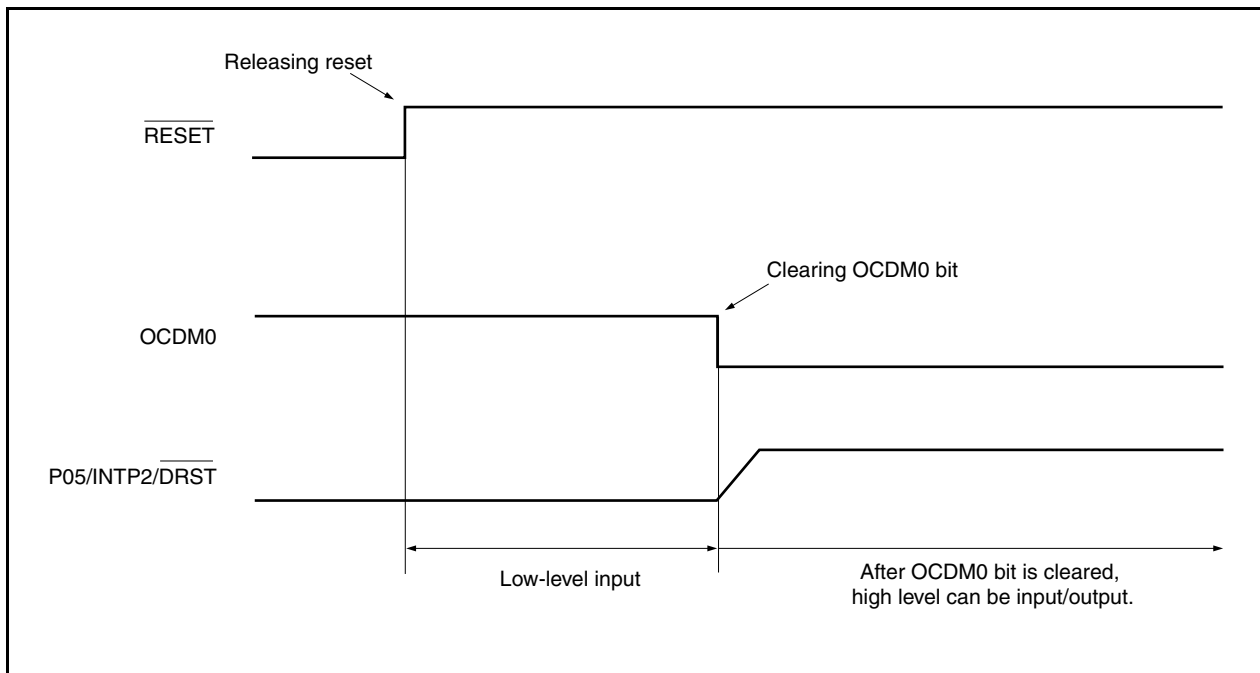 Releasing reset
RESET
Clearing OCDM0 bit
OCDM0
P05/INTP2/DRST
Low-level input
After OCDM0 bit is cleared,
high level can be input/output.